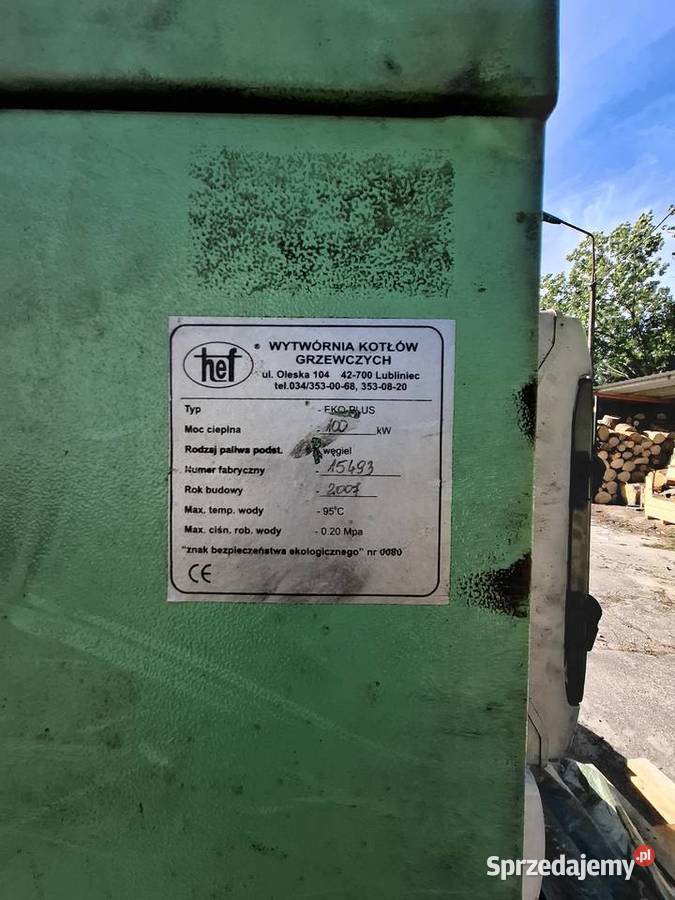 hef ® WYTWÓRNIA KOTŁÓW
GRZEWCZYCH
ul. Oleska 104 42-700 Lubliniec
tel.034/353-00-68, 353-08-20
Typ - EKO-PLUS
Moc cieplna - 100 kW
Rodzaj paliwa podst. węgiel
Numer fabryczny - 15493
Rok budowy - 2007
Max. temp. wody - 95°C
Max. ciśn. rob. wody - 0.20 Mpa
"znak bezpieczeństwa ekologicznego" nr 0080
CE
Sprzedajemy.pl